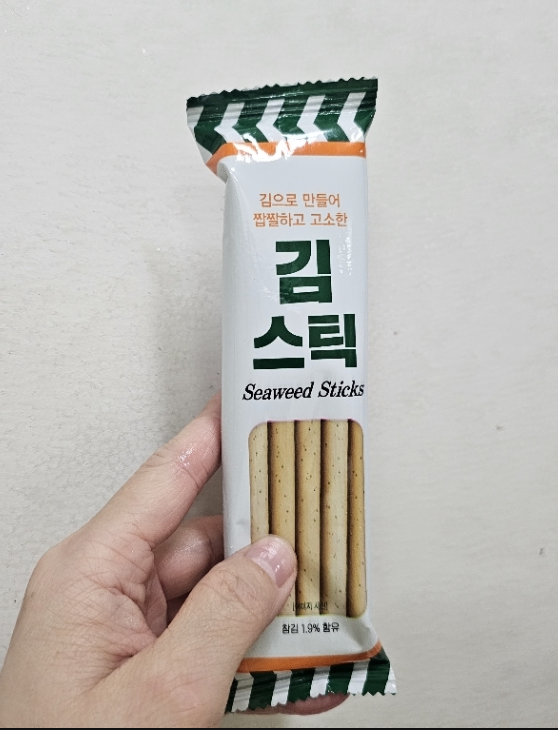 김으로 만들어
짭짤하고 고소한
김
스틱
Seaweed Sticks
참김 1.9% 함유